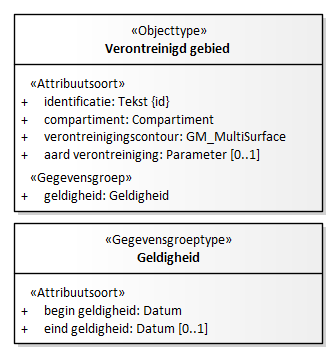 «Objecttype»
Verontreinigd gebied
«Attribuutsoort»
+ identificatie: Tekst {id}
+ compartiment: Compartiment
+ verontreinigingscontour: GM_MultiSurface
+ aard verontreiniging: Parameter [0..1]
«Gegevensgroep»
+ geldigheid: Geldigheid
«Gegevensgroeptype»
Geldigheid
«Attribuutsoort»
+ begin geldigheid: Datum
+ eind geldigheid: Datum [0..1]